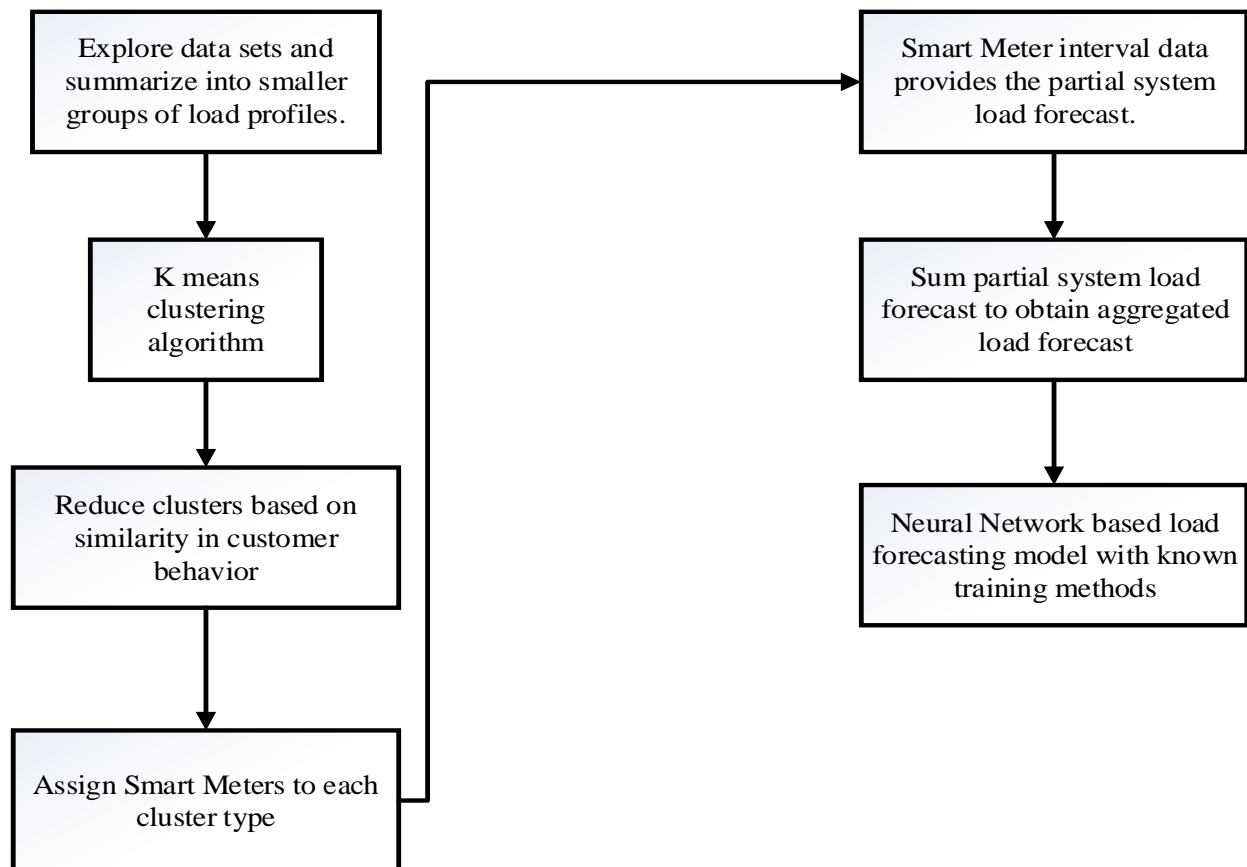 Explore data sets and
summarize into smaller
groups of load profiles.
K means
clustering
algorithm
Reduce clusters based on
similarity in customer
behavior
Assign Smart Meters to each
cluster type
Smart Meter interval data
provides the partial system
load forecast.
Sum partial system load
forecast to obtain aggregated
load forecast
Neural Network based load
forecasting model with known
training methods